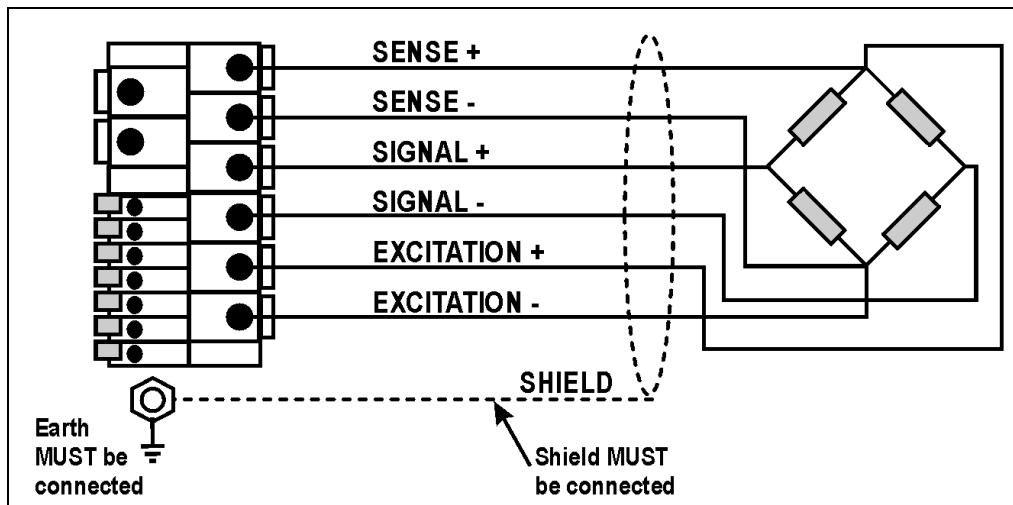 SENSE +
SENSE -
SIGNAL +
SIGNAL -
EXCITATION +
EXCITATION -
SHIELD
Earth
MUST be
connected
Shield MUST
be connected